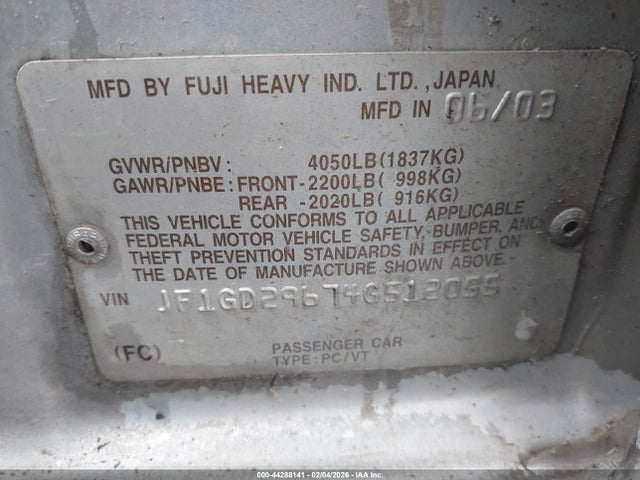 MFD BY FUJI HEAVY IND. LTD., JAPAN
MFD IN 06/03
GVWR/PNBV: 4050LB(1837KG)
GAWR/PNBE: FRONT-2200LB( 998KG)
REAR -2020LB( 916KG)
THIS VEHICLE CONFORMS TO ALL APPLICABLE
FEDERAL MOTOR VEHICLE SAFETY, BUMPER, AND
THEFT PREVENTION STANDARDS IN EFFECT ON
THE DATE OF MANUFACTURE SHOWN ABOVE.
VIN JF1GD29674G512055
(FC) PASSENGER CAR
TYPE:PC/VT
000-44288141 - 02/04/2026 - IAA Inc.